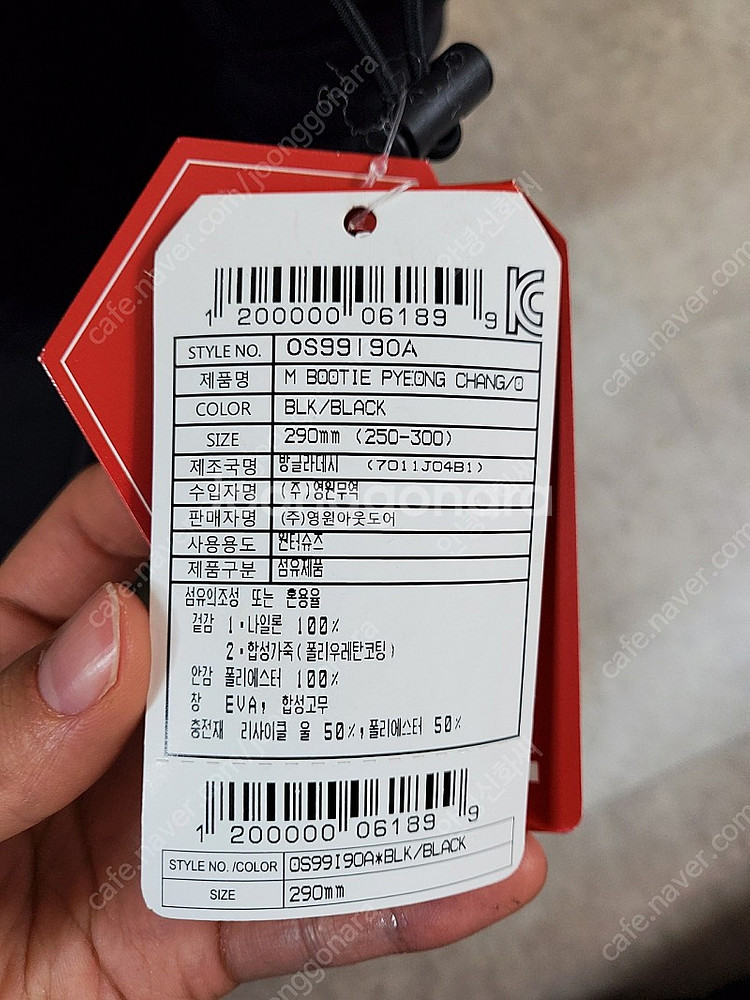 KC
1 200000 06189 9
STYLE NO. OS99I90A
제품명 M BOOTIE PYEONG CHANG/O
COLOR BLK/BLACK
SIZE 290mm (250-300)
제조국명 방글라데시 (7011J04B1)
수입자명 (주)영원무역
판매자명 (주)영원아웃도어
사용용도 윈터슈즈
제품구분 섬유제품
섬유의조성 또는 혼용율
겉감 1·나일론 100%
2·합성가죽(폴리우레탄코팅)
안감 폴리에스터 100%
창 EVA, 합성고무
충전재 리사이클 울 50%,폴리에스터 50%
1 200000 06189 9
STYLE NO./COLOR OS99I90A*BLK/BLACK
SIZE 290mm
cafe.naver.com/joonggonara
joonggonara
안녕신화씨